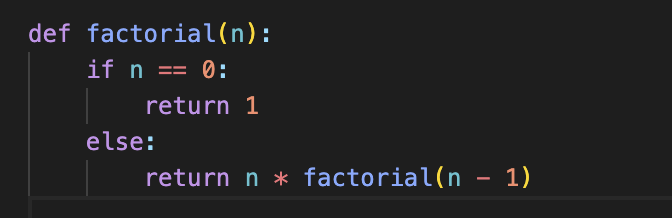 def factorial(n):
    if n == 0:
        return 1
    else:
        return n * factorial(n - 1)